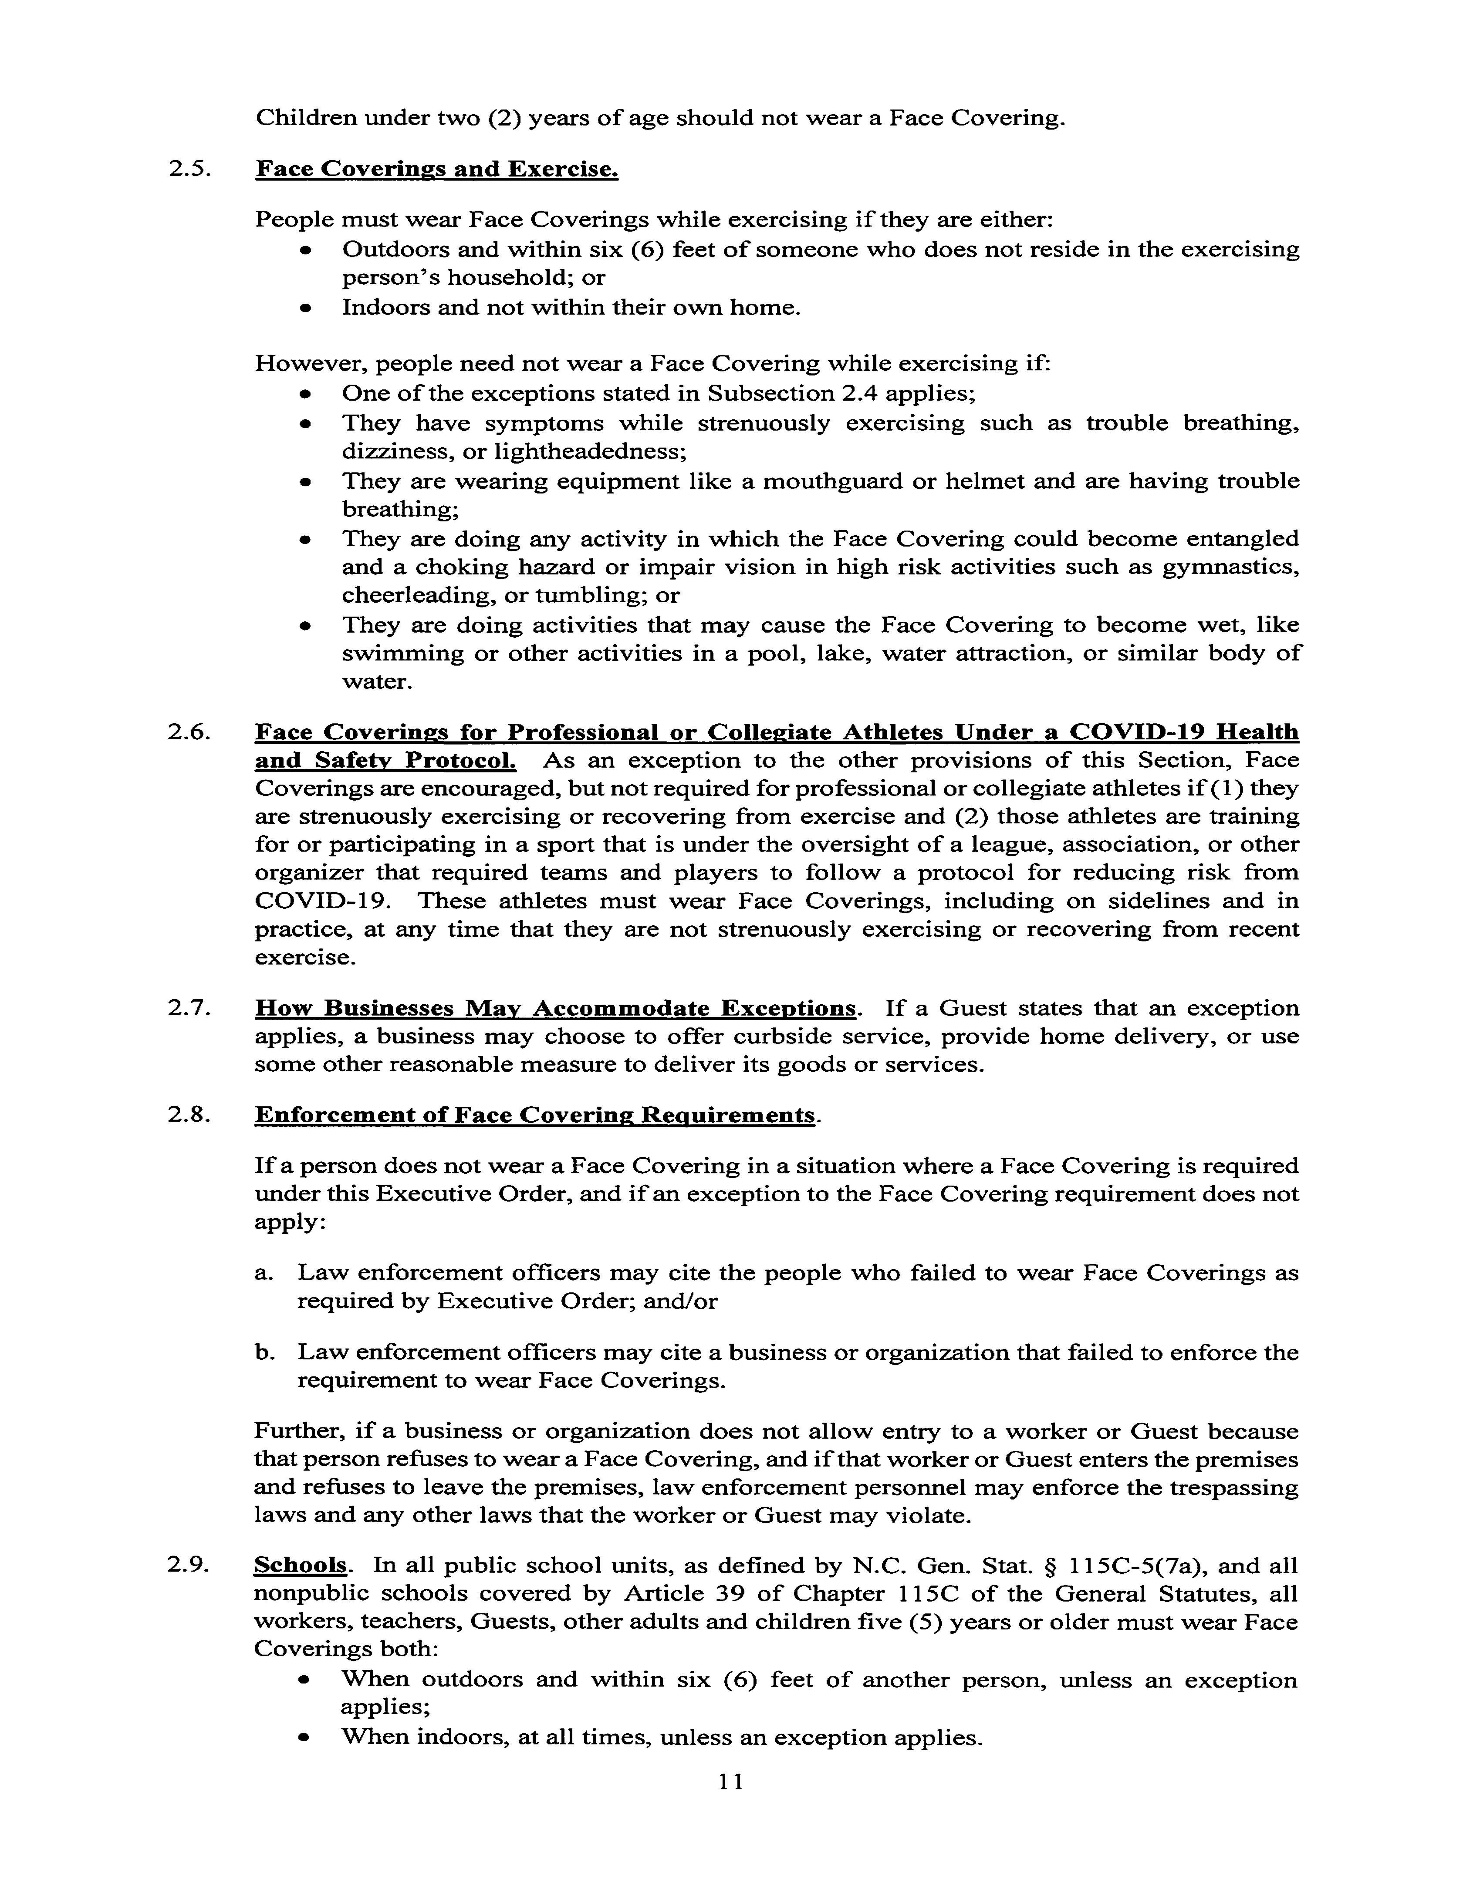 Children under two (2) years of age should not wear a Face Covering.
2.5. Face Coverings and Exercise.
People must wear Face Coverings while exercising if they are either:
• Outdoors and within six (6) feet of someone who does not reside in the exercising
person's household; or
• Indoors and not within their own home.
However, people need not wear a Face Covering while exercising if:
• One of the exceptions stated in Subsection 2.4 applies;
• They have symptoms while strenuously exercising such as trouble breathing,
dizziness, or lightheadedness;
• They are wearing equipment like a mouthguard or helmet and are having trouble
breathing;
• They are doing any activity in which the Face Covering could become entangled
and a choking hazard or impair vision in high risk activities such as gymnastics,
cheerleading, or tumbling; or
• They are doing activities that may cause the Face Covering to become wet, like
swimming or other activities in a pool, lake, water attraction, or similar body of
water.
2.6. Face Coverings for Professional or Collegiate Athletes Under a COVID-19 Health
and Safety Protocol. As an exception to the other provisions of this Section, Face
Coverings are encouraged, but not required for professional or collegiate athletes if (1) they
are strenuously exercising or recovering from exercise and (2) those athletes are training
for or participating in a sport that is under the oversight of a league, association, or other
organizer that required teams and players to follow a protocol for reducing risk from
COVID-19. These athletes must wear Face Coverings, including on sidelines and in
practice, at any time that they are not strenuously exercising or recovering from recent
exercise.
2.7. How Businesses May Accommodate Exceptions. If a Guest states that an exception
applies, a business may choose to offer curbside service, provide home delivery, or use
some other reasonable measure to deliver its goods or services.
2.8. Enforcement of Face Covering Requirements.
If a person does not wear a Face Covering in a situation where a Face Covering is required
under this Executive Order, and if an exception to the Face Covering requirement does not
apply:
a. Law enforcement officers may cite the people who failed to wear Face Coverings as
required by Executive Order; and/or
b. Law enforcement officers may cite a business or organization that failed to enforce the
requirement to wear Face Coverings.
Further, if a business or organization does not allow entry to a worker or Guest because
that person refuses to wear a Face Covering, and if that worker or Guest enters the premises
and refuses to leave the premises, law enforcement personnel may enforce the trespassing
laws and any other laws that the worker or Guest may violate.
2.9. Schools. In all public school units, as defined by N.C. Gen. Stat. § 115C-5(7a), and all
nonpublic schools covered by Article 39 of Chapter 115C of the General Statutes, all
workers, teachers, Guests, other adults and children five (5) years or older must wear Face
Coverings both:
• When outdoors and within six (6) feet of another person, unless an exception
applies;
• When indoors, at all times, unless an exception applies.
11